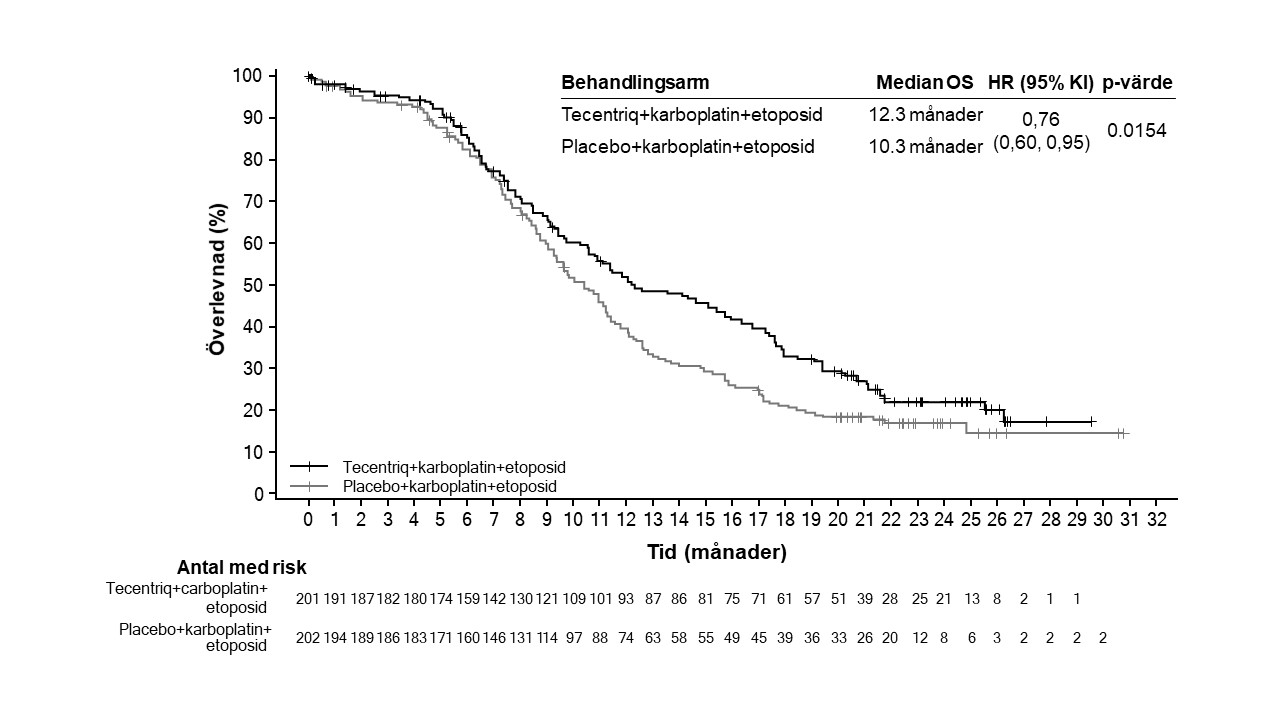 Behandlingsarm Median OS HR (95% KI) p-värde
Tecentriq+karboplatin+etoposid 12.3 månader 0,76 (0,60, 0,95) 0.0154
Placebo+karboplatin+etoposid 10.3 månader
Överlevnad (%)
100
90
80
70
60
50
40
30
20
10
0
Tecentriq+karboplatin+etoposid
Placebo+karboplatin+etoposid
0 1 2 3 4 5 6 7 8 9 10 11 12 13 14 15 16 17 18 19 20 21 22 23 24 25 26 27 28 29 30 31 32
Tid (månader)
Antal med risk
Tecentriq+carboplatin+
etoposid
201 191 187 182 180 174 159 142 130 121 109 101 93 87 86 81 75 71 61 57 51 39 28 25 21 13 8 2 1 1
Placebo+karboplatin+
etoposid
202 194 189 186 183 171 160 146 131 114 97 88 74 63 58 55 49 45 39 36 33 26 20 12 8 6 3 2 2 2 2